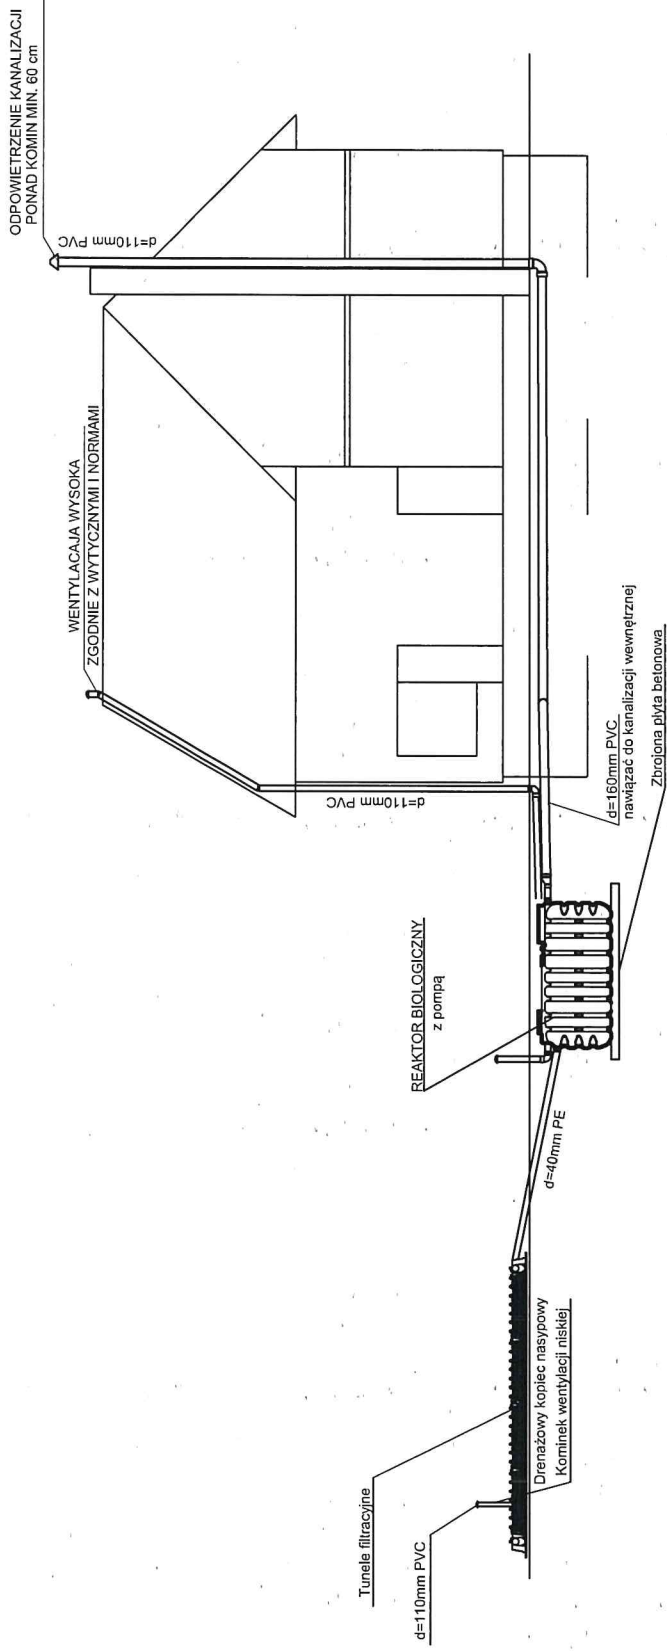 ODPOWIETRZENIE KANALIZACJI
PONAD KOMIN MIN. 60 cm
d=110mm PVC
WENTYLACAJA WYSOKA
ZGODNIE Z WYTYCZNYMI I NORMAMI
d=110mm PVC
d=160mm PVC
nawiązać do kanalizacji wewnętrznej
Zbrojona płyta betonowa
REAKTOR BIOLOGICZNY
z pompą
d=40mm PE
Drenażowy kopiec nasypowy
Kominek wentylacji niskiej
Tunele filtracyjne
d=110mm PVC